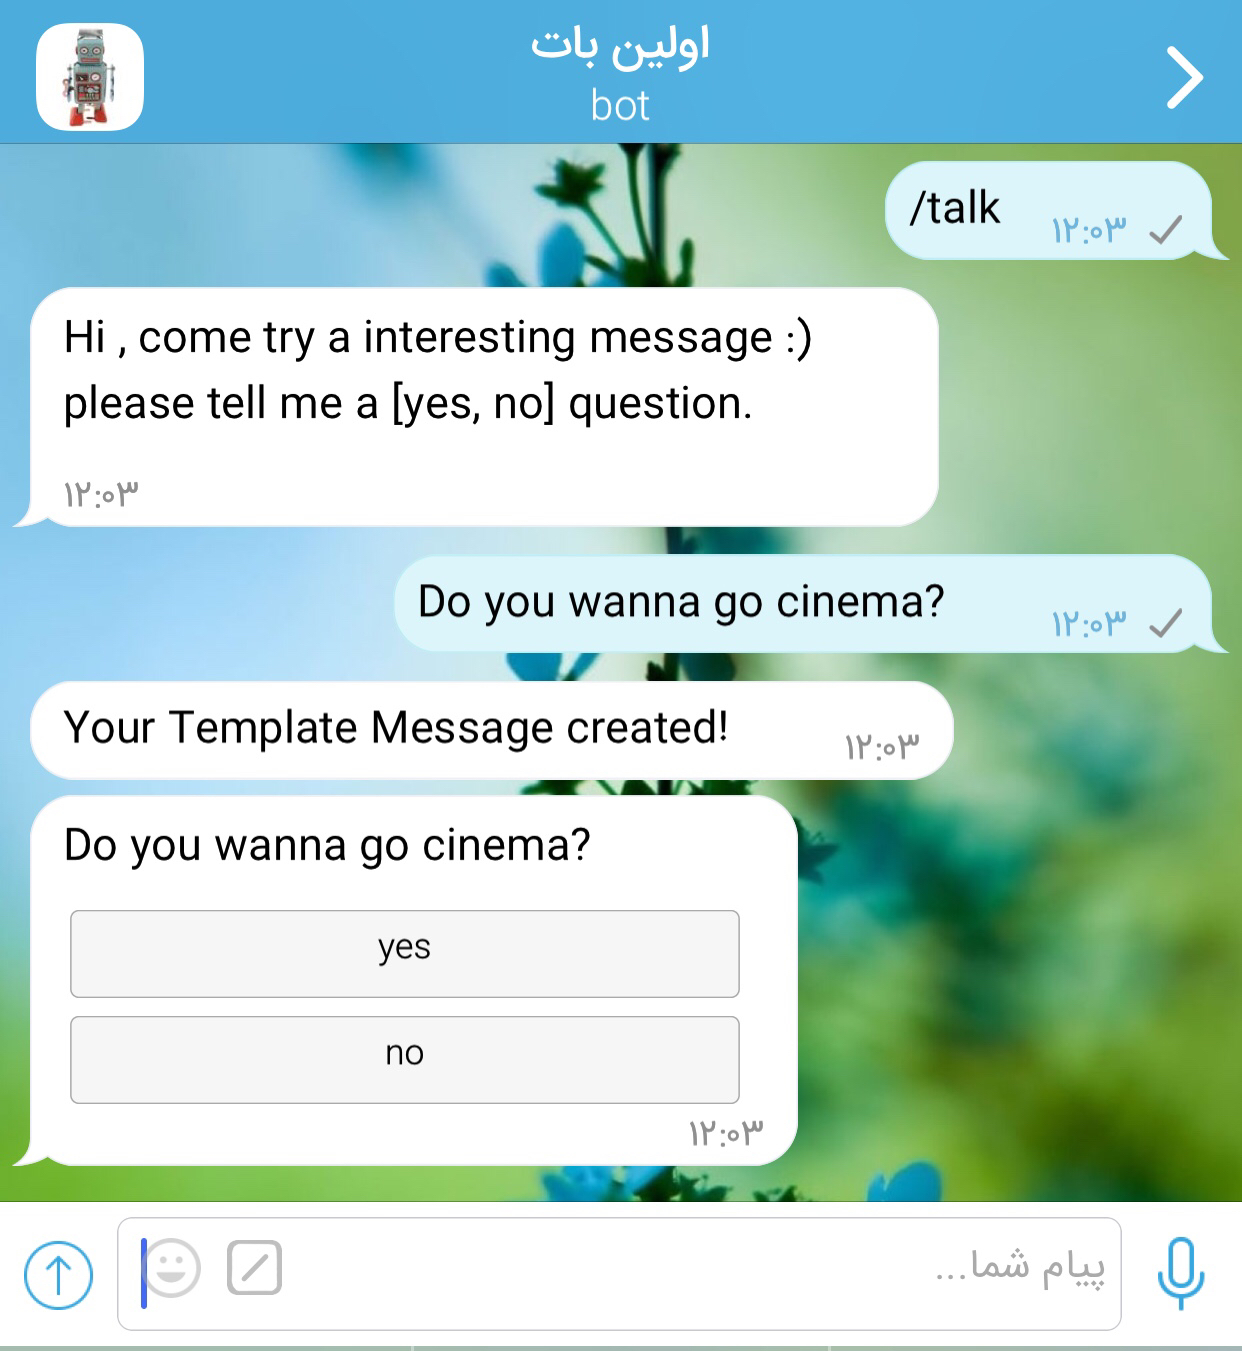 اولین بات
bot
/talk
۱۲:۰۳
Hi , come try a interesting message :)
please tell me a [yes, no] question.
۱۲:۰۳
Do you wanna go cinema?
۱۲:۰۳
Your Template Message created!
۱۲:۰۳
Do you wanna go cinema?
yes
no
۱۲:۰۳
پیام شما...